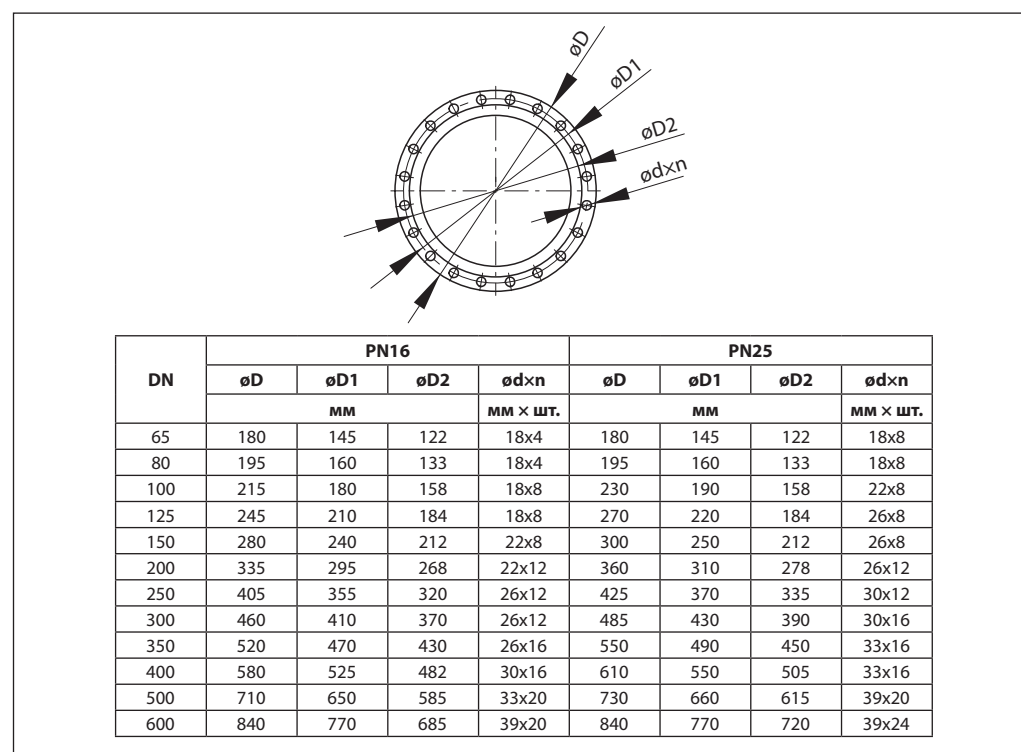 øD
øD1
øD2
ød×n
DN PN16 PN25
øD øD1 øD2 ød×n øD øD1 øD2 ød×n
мм мм × шт. мм мм × шт.
65 180 145 122 18x4 180 145 122 18x8
80 195 160 133 18x4 195 160 133 18x8
100 215 180 158 18x8 230 190 158 22x8
125 245 210 184 18x8 270 220 184 26x8
150 280 240 212 22x8 300 250 212 26x8
200 335 295 268 22x12 360 310 278 26x12
250 405 355 320 26x12 425 370 335 30x12
300 460 410 370 26x12 485 430 390 30x16
350 520 470 430 26x16 550 490 450 33x16
400 580 525 482 30x16 610 550 505 33x16
500 710 650 585 33x20 730 660 615 39x20
600 840 770 685 39x20 840 770 720 39x24